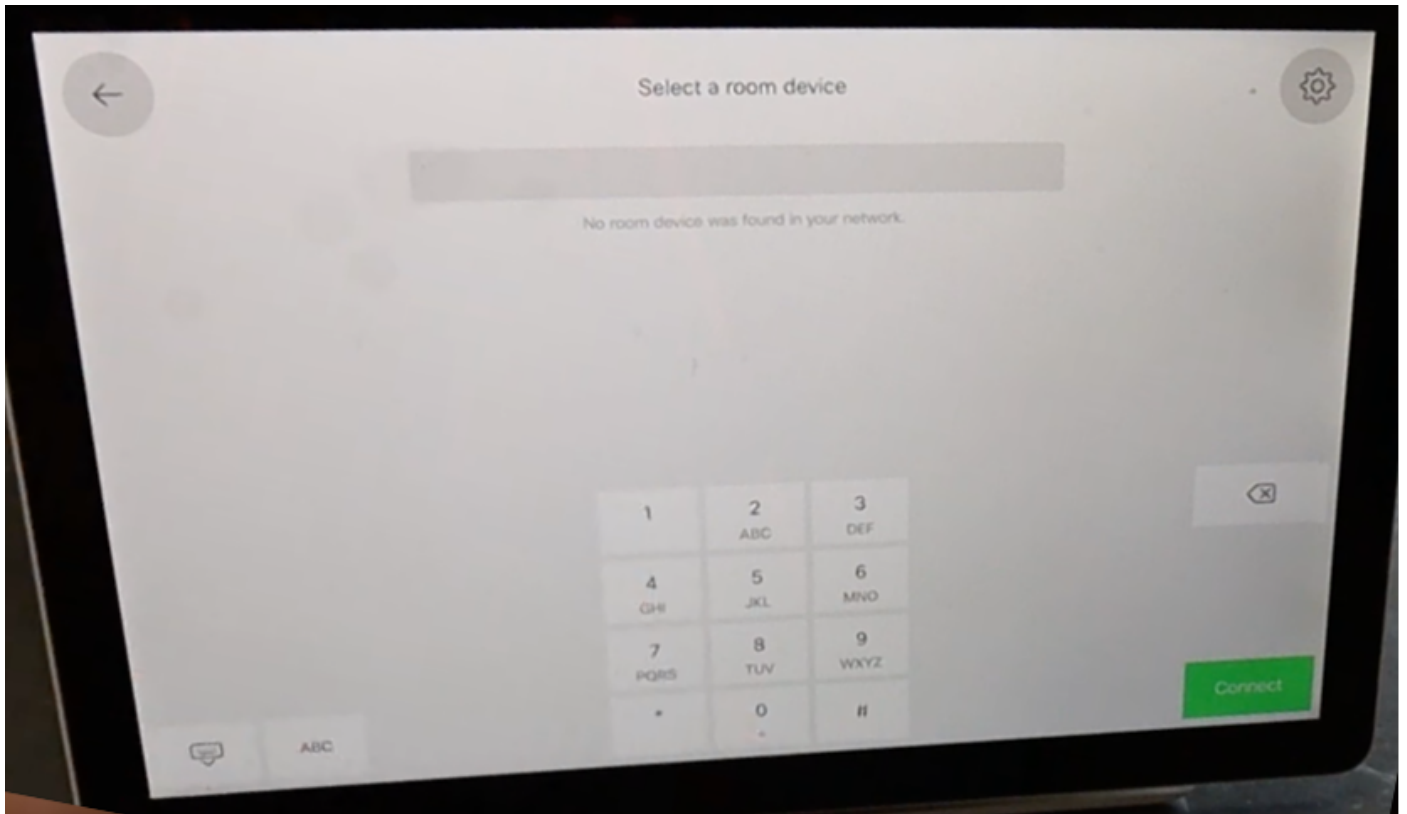 Select a room device
No room device was found in your network.
1
2
ABC
3
DEF
4
GHI
5
JKL
6
MNO
7
PQRS
8
TUV
9
WXYZ
0
#
ABC
Connect